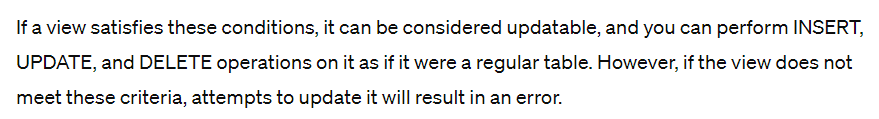 If a view satisfies these conditions, it can be considered updatable, and you can perform INSERT,
UPDATE, and DELETE operations on it as if it were a regular table. However, if the view does not
meet these criteria, attempts to update it will result in an error.